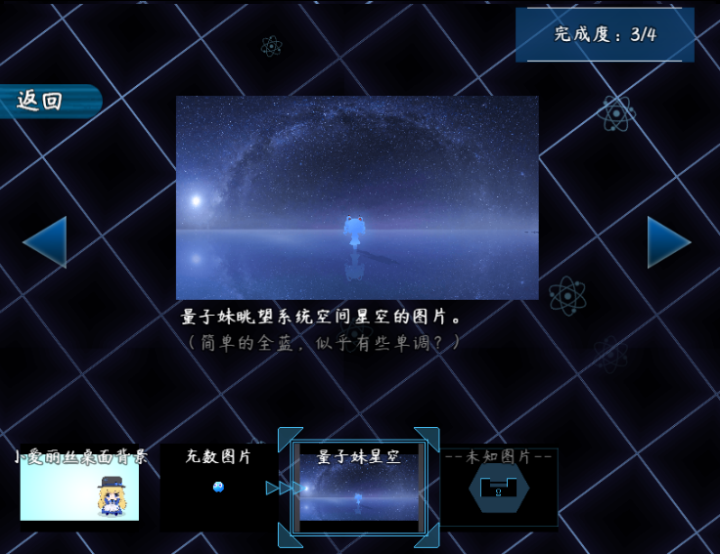 完成度：3/4
返回
量子妹眺望系统空间星空的图片。
（简单的全蓝，似乎有些单调？）
小爱丽丝桌面背景
充数图片
量子妹星空
--未知图片--